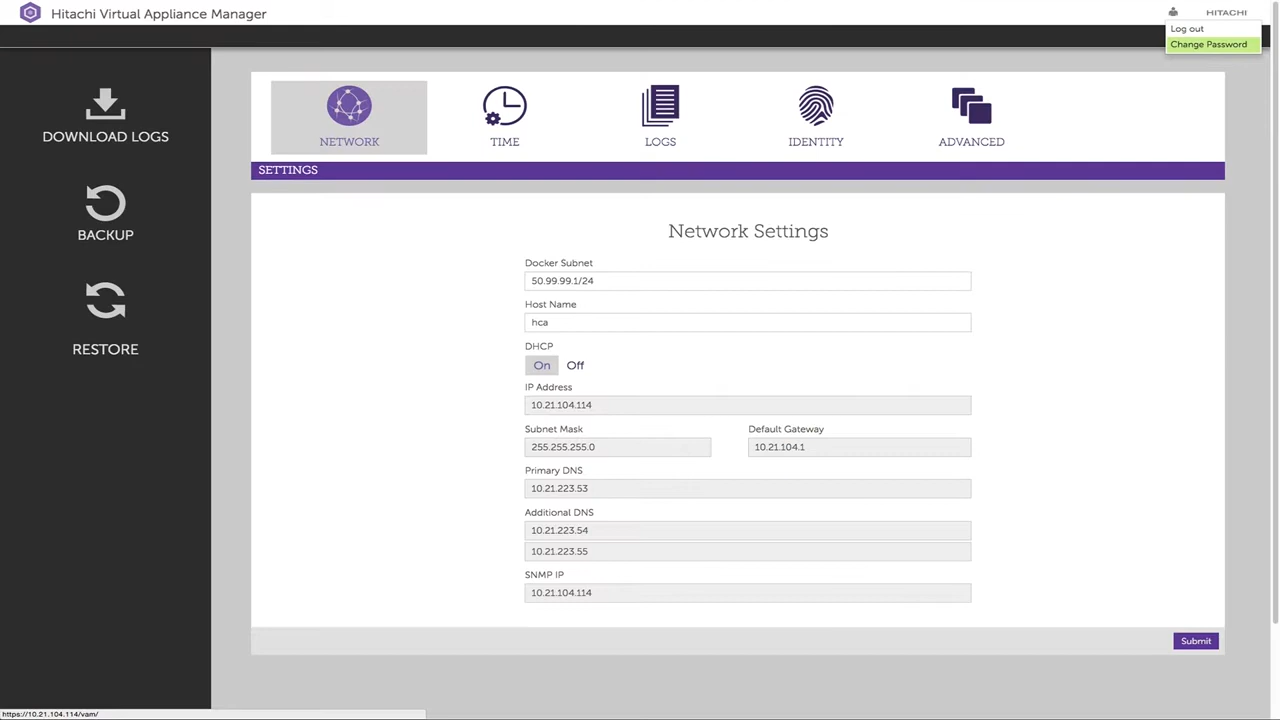 Hitachi Virtual Appliance Manager
HITACHI
Log out
Change Password
DOWNLOAD LOGS
BACKUP
RESTORE
NETWORK
TIME
LOGS
IDENTITY
ADVANCED
SETTINGS
Network Settings
Docker Subnet
50.99.99.1/24
Host Name
hca
DHCP
On Off
IP Address
10.21.104.114
Subnet Mask Default Gateway
255.255.255.0 10.21.104.1
Primary DNS
10.21.223.53
Additional DNS
10.21.223.54
10.21.223.55
SNMP IP
10.21.104.114
Submit
https://10.21.104.114/vam/